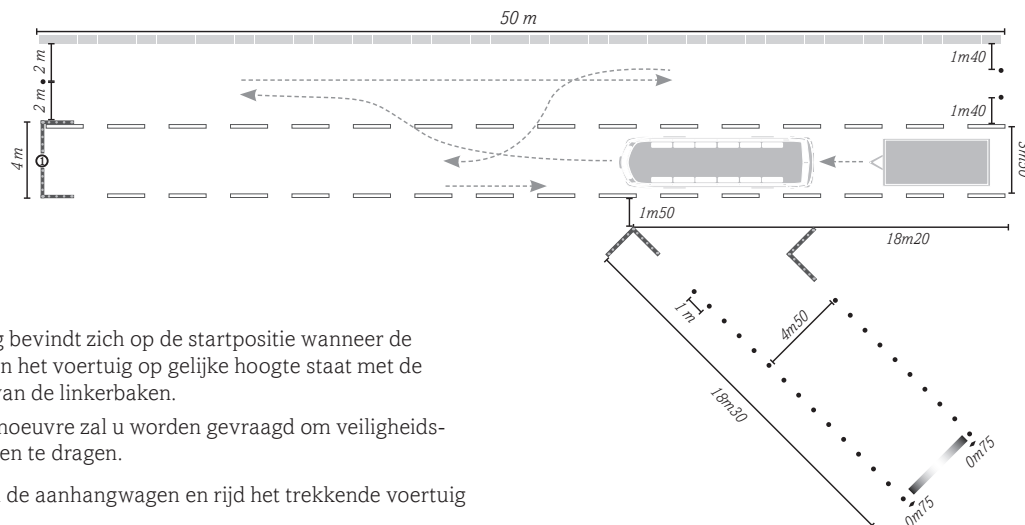 50 m
2 m
2 m
4 m
1
1m40
1m40
3m50
1m50
18m20
1 m
4m50
18m30
0m75
0m75
g bevindt zich op de startpositie wanneer de
n het voertuig op gelijke hoogte staat met de
van de linkerbaken.
noeuvre zal u worden gevraagd om veiligheids-
en te dragen.
de aanhangwagen en rijd het trekkende voertuig